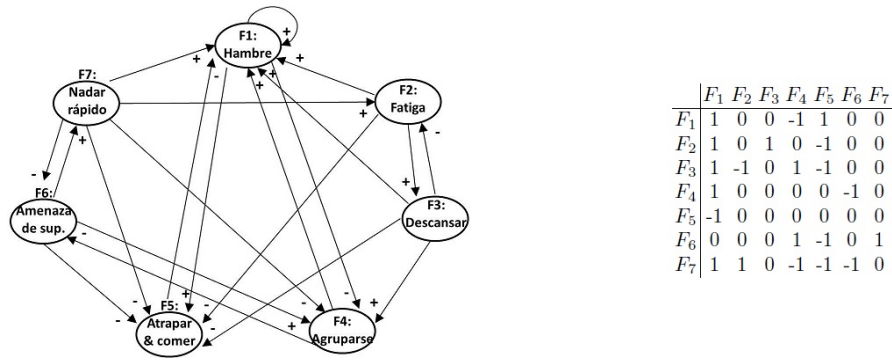 F1:
Hambre
F2:
Fatiga
F3:
Descansar
F4:
Agruparse
F5:
Atrapar
& comer
F6:
Amenaza
de sup.
F7:
Nadar
rápido
+
+
+
-
+
+
+
-
+
-
+
-
-
+
-
-
-
+
-
-
-
+
F1 F2 F3 F4 F5 F6 F7
F1 1 0 0 -1 1 0 0
F2 1 0 1 0 -1 0 0
F3 1 -1 0 1 -1 0 0
F4 1 0 0 0 0 -1 0
F5 -1 0 0 0 0 0 0
F6 0 0 0 1 -1 0 1
F7 1 1 0 -1 -1 -1 0